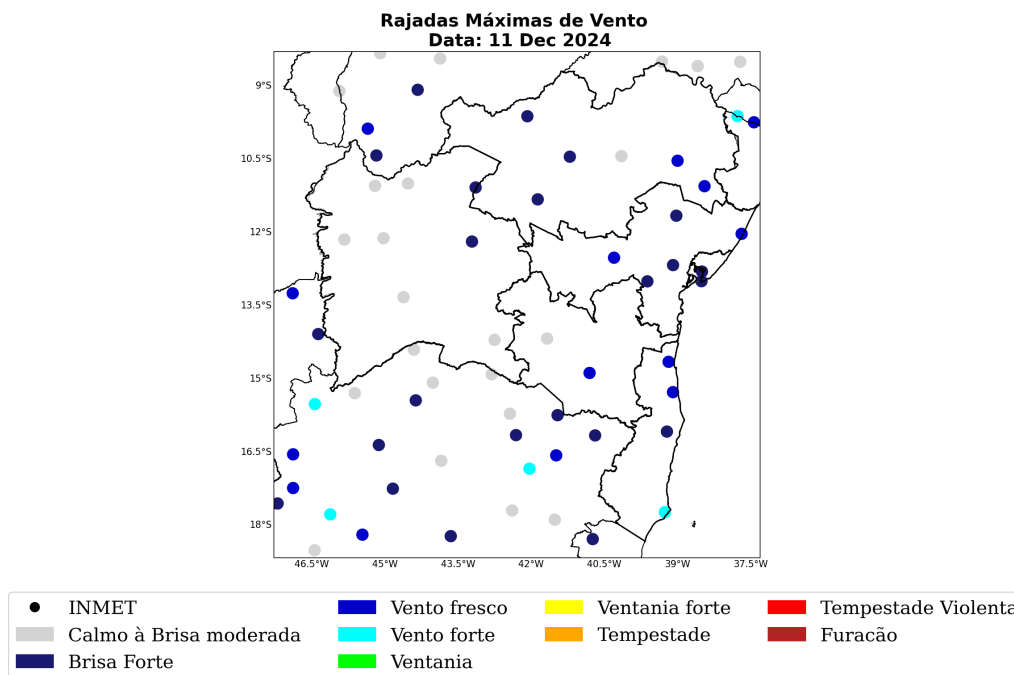 Rajadas Máximas de Vento
Data: 11 Dec 2024
9°S
10.5°S
12°S
13.5°S
15°S
16.5°S
18°S
46.5°W 45°W 43.5°W 42°W 40.5°W 39°W 37.5°W
INMET Vento fresco Ventania forte Tempestade Violenta
Calmo à Brisa moderada Vento forte Tempestade Furacão
Brisa Forte Ventania